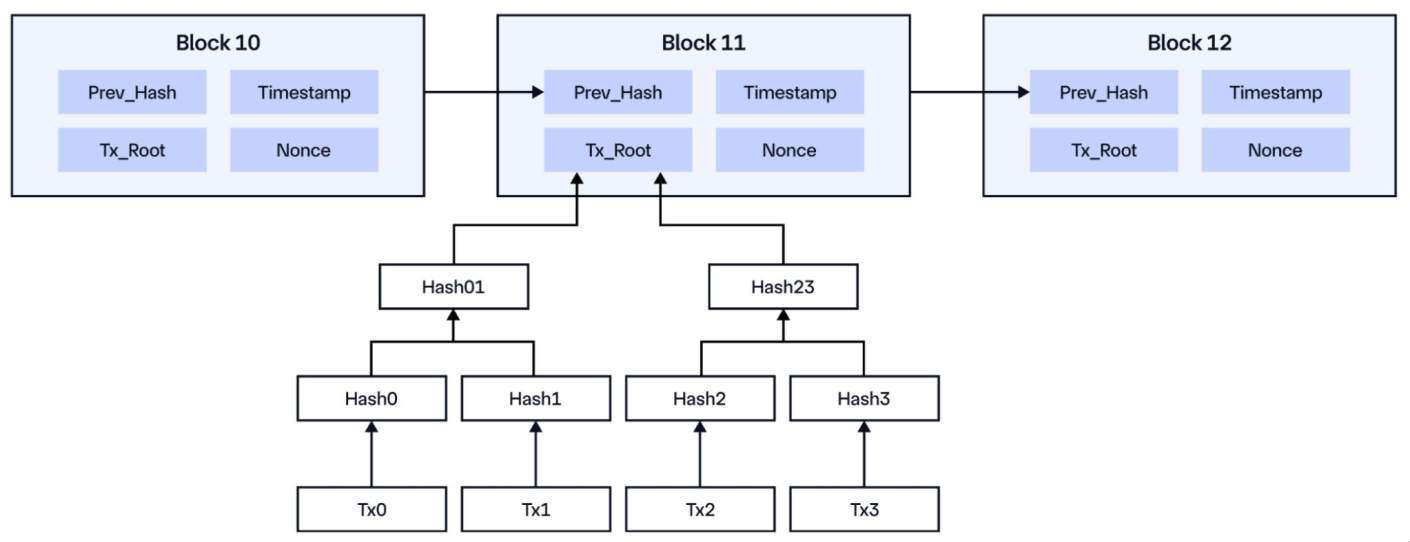 Block 10
Prev_Hash Timestamp
Tx_Root Nonce
Block 11
Prev_Hash Timestamp
Tx_Root Nonce
Block 12
Prev_Hash Timestamp
Tx_Root Nonce
Hash01 Hash23
Hash0 Hash1 Hash2 Hash3
Tx0 Tx1 Tx2 Tx3